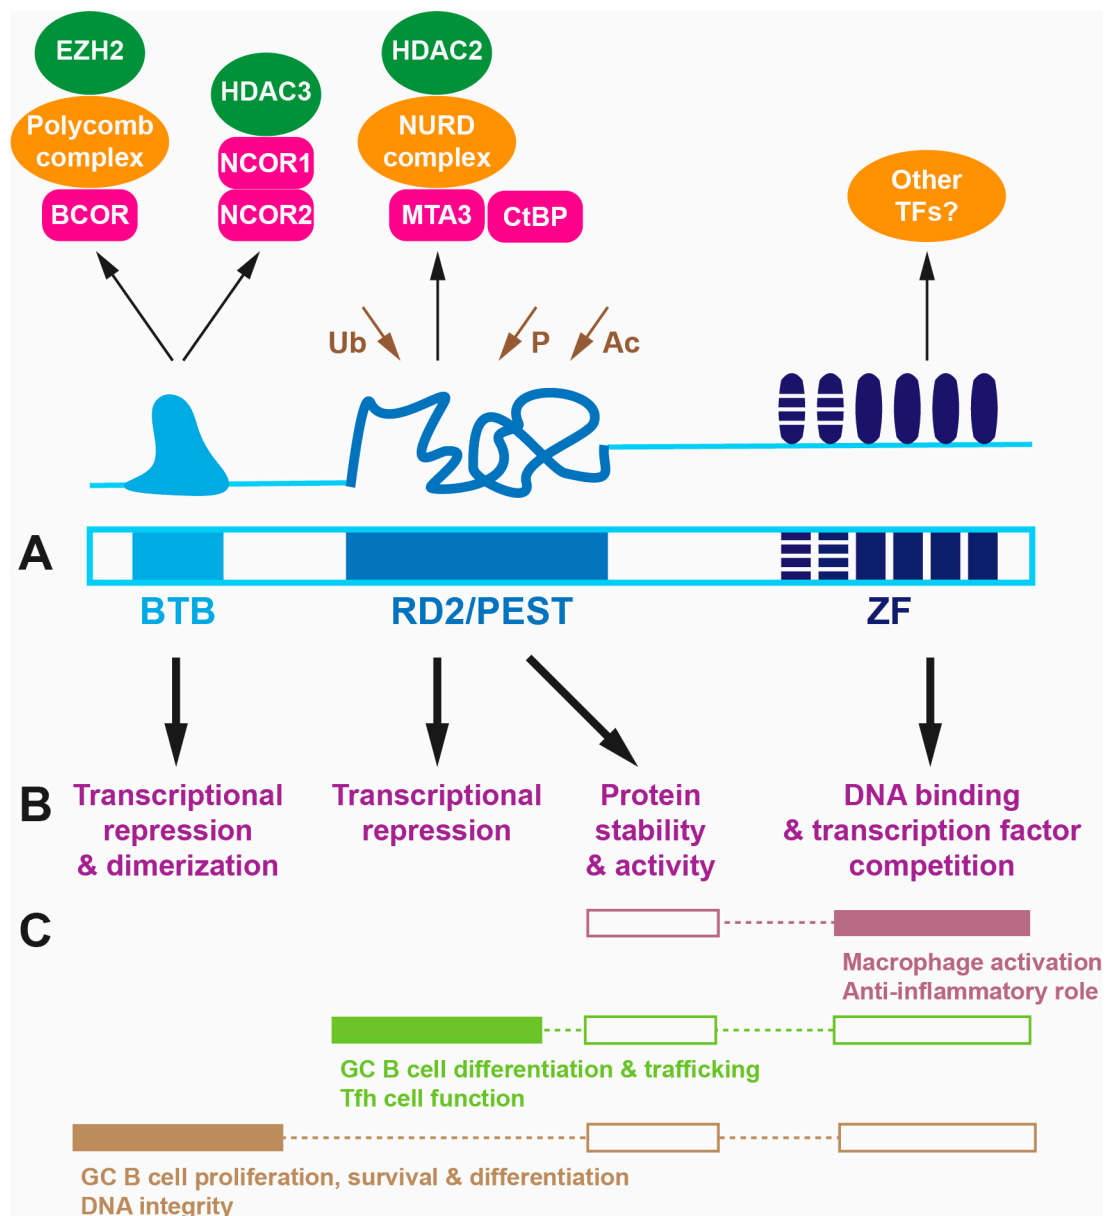 EZH2
Polycomb
complex
BCOR
HDAC3
NCOR1
NCOR2
HDAC2
NURD
complex
MTA3
CtBP
Other
TFs?
Ub
P
Ac
A
BTB
RD2/PEST
ZF
B
Transcriptional
repression
& dimerization
Transcriptional
repression
Protein
stability
& activity
DNA binding
& transcription factor
competition
C
Macrophage activation
Anti-inflammatory role
GC B cell differentiation & trafficking
Tfh cell function
GC B cell proliferation, survival & differentiation
DNA integrity